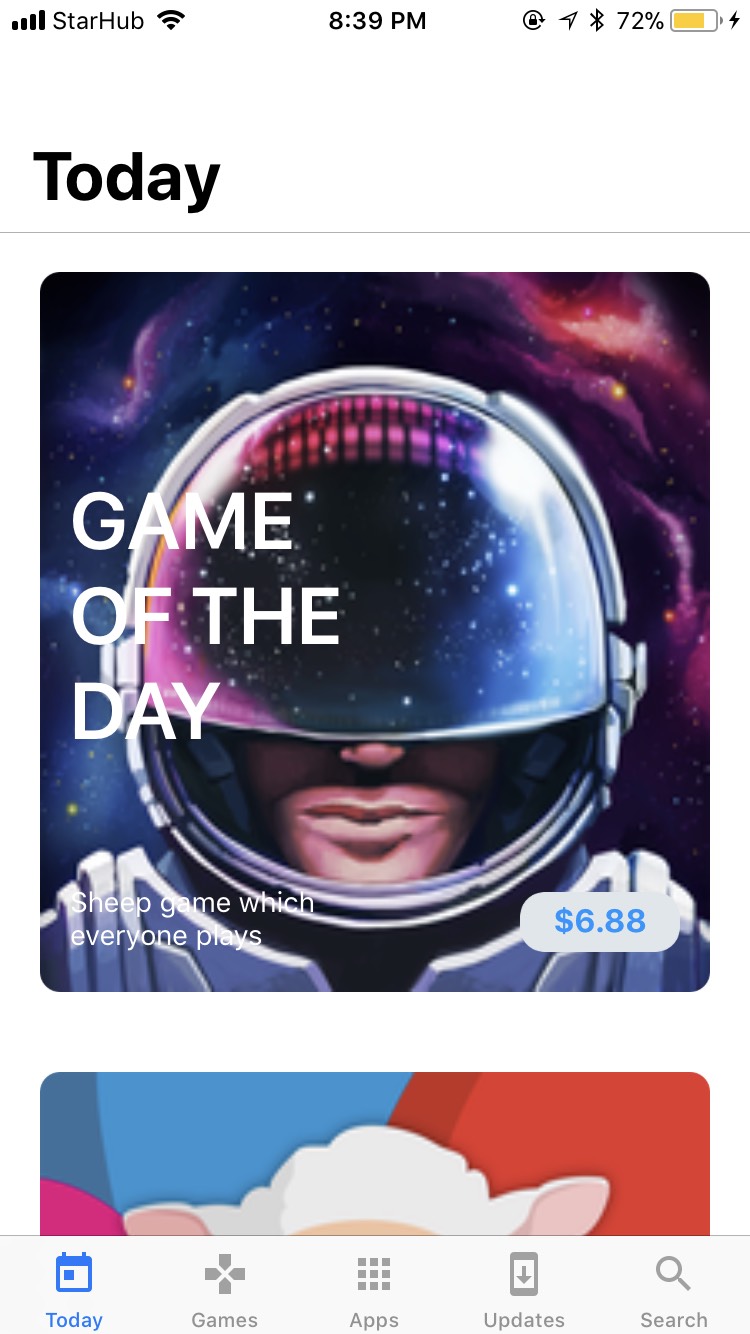 StarHub 8:39 PM 72%
Today
GAME
OF THE
DAY
Sheep game which
everyone plays
$6.88
Today Games Apps Updates Search